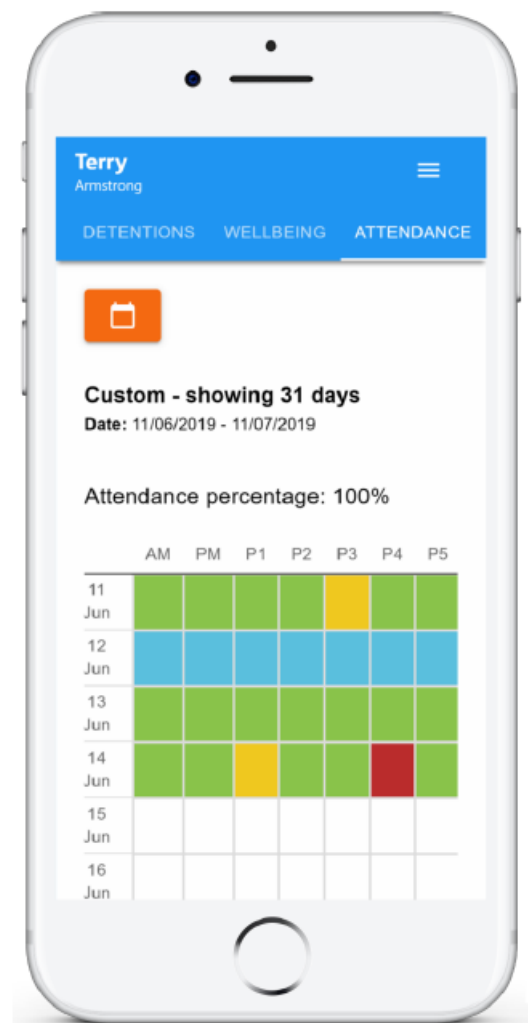 Terry
Armstrong
DETENTIONS WELLBEING ATTENDANCE
Custom - showing 31 days
Date: 11/06/2019 - 11/07/2019
Attendance percentage: 100%
AM PM P1 P2 P3 P4 P5
11
Jun
12
Jun
13
Jun
14
Jun
15
Jun
16
Jun